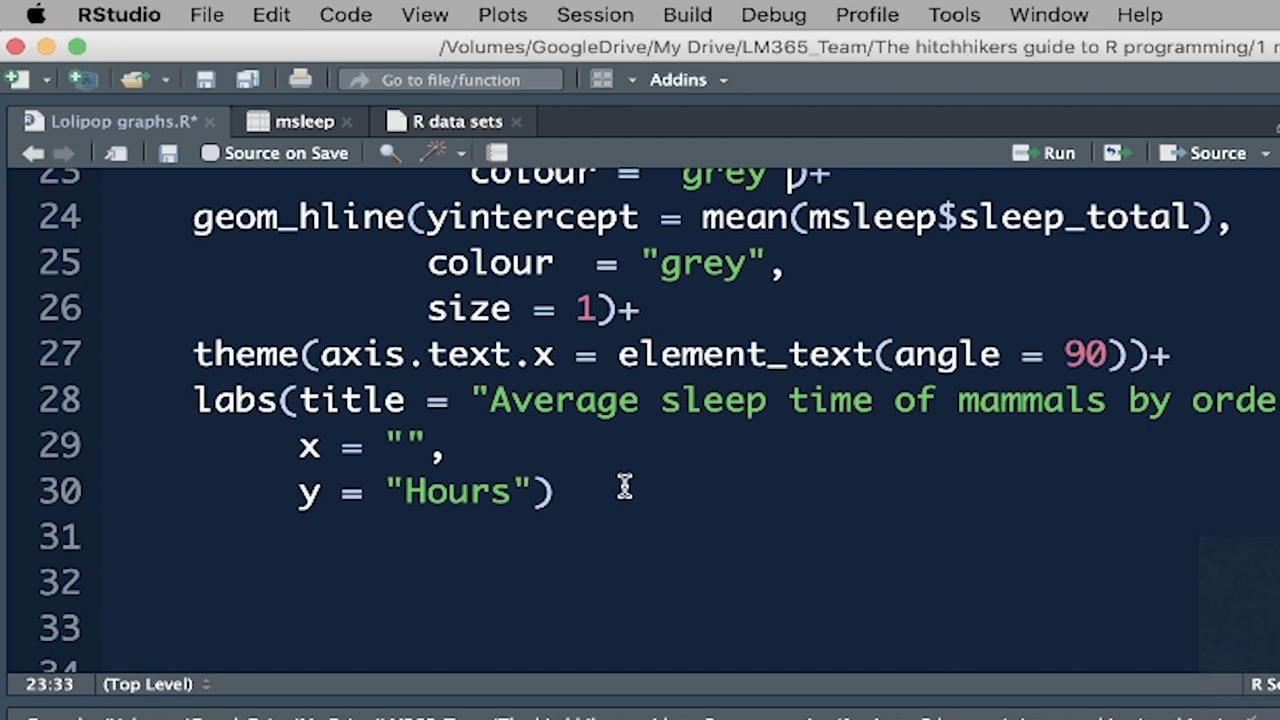 RStudio File Edit Code View Plots Session Build Debug Profile Tools Window Help
/Volumes/GoogleDrive/My Drive/LM365_Team/The hitchhikers guide to R programming/1
Go to file/function Addins
Lolipop graphs.R* msleep R data sets
Source on Save Run Source
23 colour = "grey")+
24 geom_hline(yintercept = mean(msleep$sleep_total),
25 colour  = "grey",
26 size = 1)+
27 theme(axis.text.x = element_text(angle = 90))+
28 labs(title = "Average sleep time of mammals by orde
29 x = "",
30 y = "Hours")
31
32
33
34
23:33 (Top Level) R S